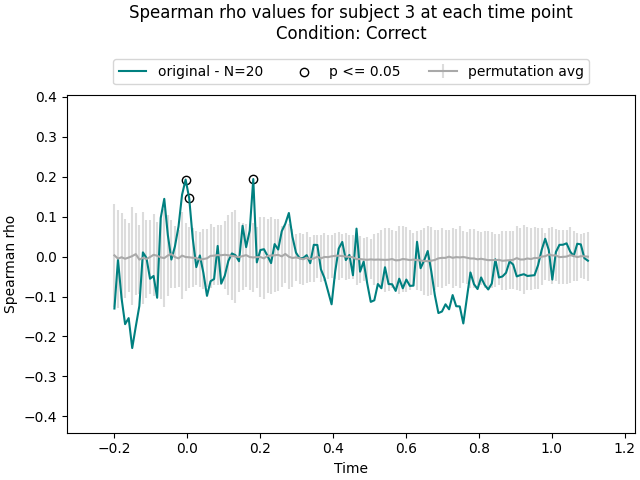 Spearman rho values for subject 3 at each time point
Condition: Correct
original - N=20 p <= 0.05 permutation avg
0.4
0.3
0.2
0.1
0.0
−0.1
−0.2
−0.3
−0.4
Spearman rho
−0.2 0.0 0.2 0.4 0.6 0.8 1.0 1.2
Time